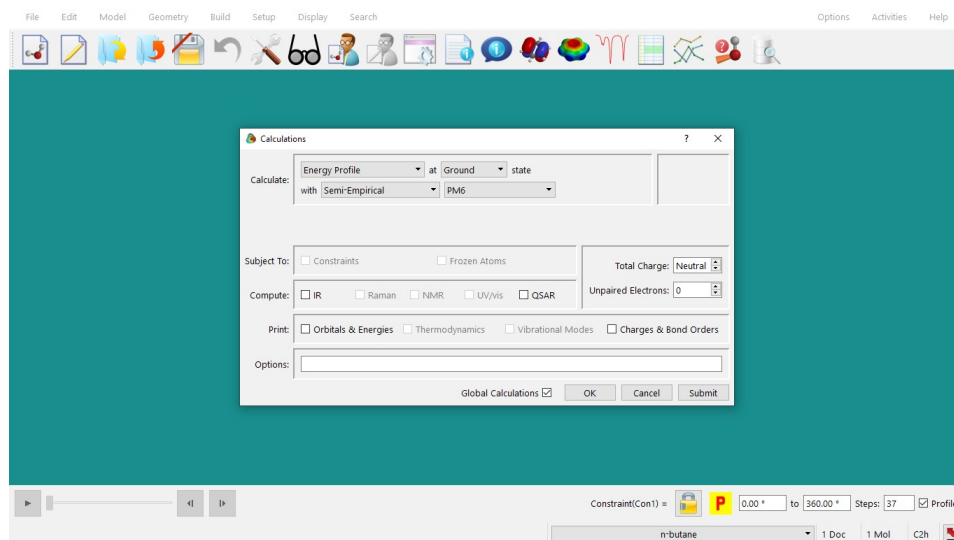 File Edit Model Geometry Build Setup Display Search Options Activities Help
Calculations ? ×
Calculate: Energy Profile at Ground state
with Semi-Empirical PM6
Subject To: Constraints Frozen Atoms
Total Charge: Neutral
Compute: IR Raman NMR UV/vis QSAR
Unpaired Electrons: 0
Print: Orbitals & Energies Thermodynamics Vibrational Modes Charges & Bond Orders
Options:
Global Calculations OK Cancel Submit
Constraint(Con1) = P 0.00 ° to 360.00 ° Steps: 37 Profile
n-butane 1 Doc 1 Mol C2h